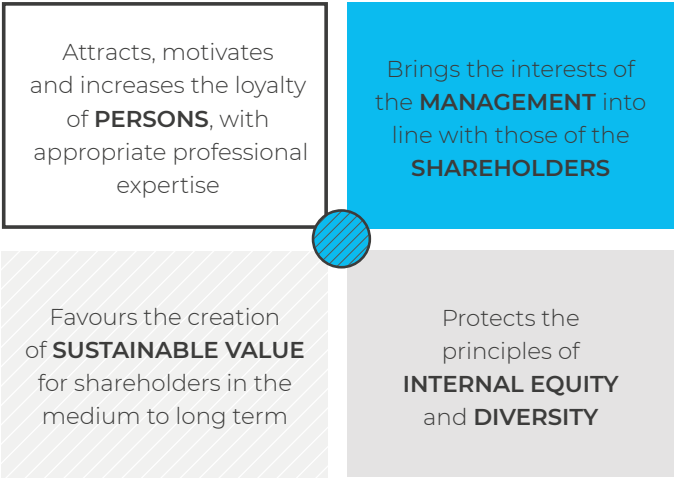 Attracts, motivates
and increases the loyalty
of PERSONS, with
appropriate professional
expertise
Brings the interests of
the MANAGEMENT into
line with those of the
SHAREHOLDERS
Favours the creation
of SUSTAINABLE VALUE
for shareholders in the
medium to long term
Protects the
principles of
INTERNAL EQUITY
and DIVERSITY